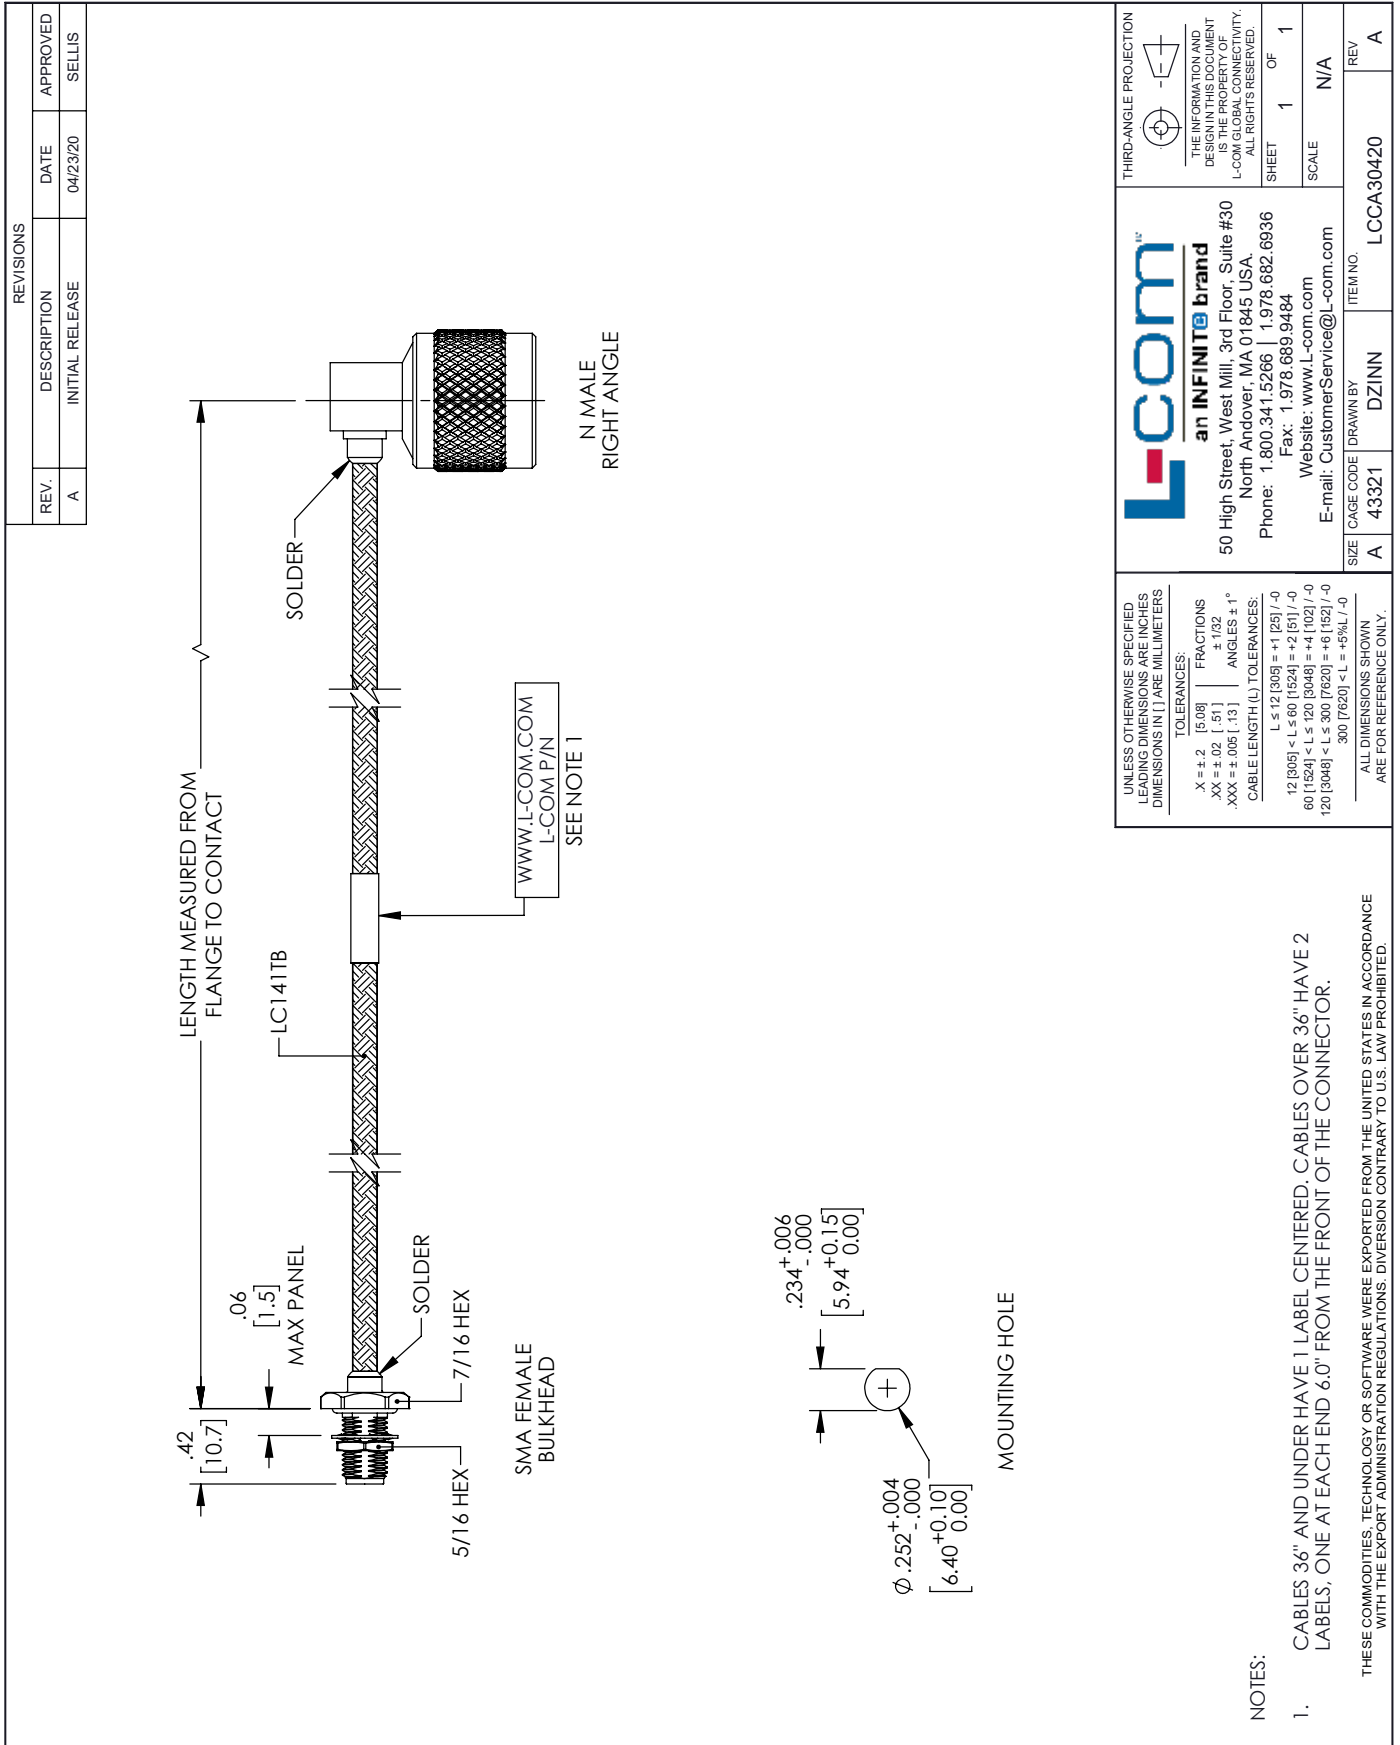 REVISIONS
REV. DESCRIPTION DATE APPROVED
A INITIAL RELEASE 04/23/20 SELLIS
LENGTH MEASURED FROM
FLANGE TO CONTACT
.42
[10.7]
.06
[1.5]
MAX PANEL
LC141TB
SOLDER
SOLDER
7/16 HEX
5/16 HEX
WWW.L-COM.COM
L-COM P/N
SEE NOTE 1
SMA FEMALE
BULKHEAD
N MALE
RIGHT ANGLE
.234 +.006
-.000
[5.94 +0.15
0.00]
Ø .252 +.004
-.000
[6.40 +0.10
0.00]
MOUNTING HOLE
NOTES:
1. CABLES 36" AND UNDER HAVE 1 LABEL CENTERED. CABLES OVER 36" HAVE 2
LABELS, ONE AT EACH END 6.0" FROM THE FRONT OF THE CONNECTOR.
THESE COMMODITIES, TECHNOLOGY OR SOFTWARE WERE EXPORTED FROM THE UNITED STATES IN ACCORDANCE
WITH THE EXPORT ADMINISTRATION REGULATIONS. DIVERSION CONTRARY TO U.S. LAW PROHIBITED.
UNLESS OTHERWISE SPECIFIED
LEADING DIMENSIONS ARE INCHES
DIMENSIONS IN [ ] ARE MILLIMETERS
TOLERANCES:
.X = ± .2 [5.08] FRACTIONS
.XX = ± .02 [ .51 ] ± 1/32
.XXX = ± .005 [ .13 ] ANGLES ± 1°
CABLE LENGTH (L) TOLERANCES:
L ≤ 12 [305] = +1 [25] / -0
12 [305] < L ≤ 60 [1524] = +2 [51] / -0
60 [1524] < L ≤ 120 [3048] = +4 [102] / -0
120 [3048] < L ≤ 300 [7620] = +6 [152] / -0
300 [7620] < L = +5%L / -0
ALL DIMENSIONS SHOWN
ARE FOR REFERENCE ONLY.
L-com
an INFINITe brand
50 High Street, West Mill, 3rd Floor, Suite #30
North Andover, MA 01845 USA.
Phone: 1.800.341.5266 | 1.978.682.6936
Fax: 1.978.689.9484
Website: www.L-com.com
E-mail: CustomerService@L-com.com
THIRD-ANGLE PROJECTION
THE INFORMATION AND
DESIGN IN THIS DOCUMENT
IS THE PROPERTY OF
L-COM GLOBAL CONNECTIVITY.
ALL RIGHTS RESERVED.
SHEET 1 OF 1
SCALE N/A
SIZE A
CAGE CODE 43321
DRAWN BY DZINN
ITEM NO. LCCA30420
REV A